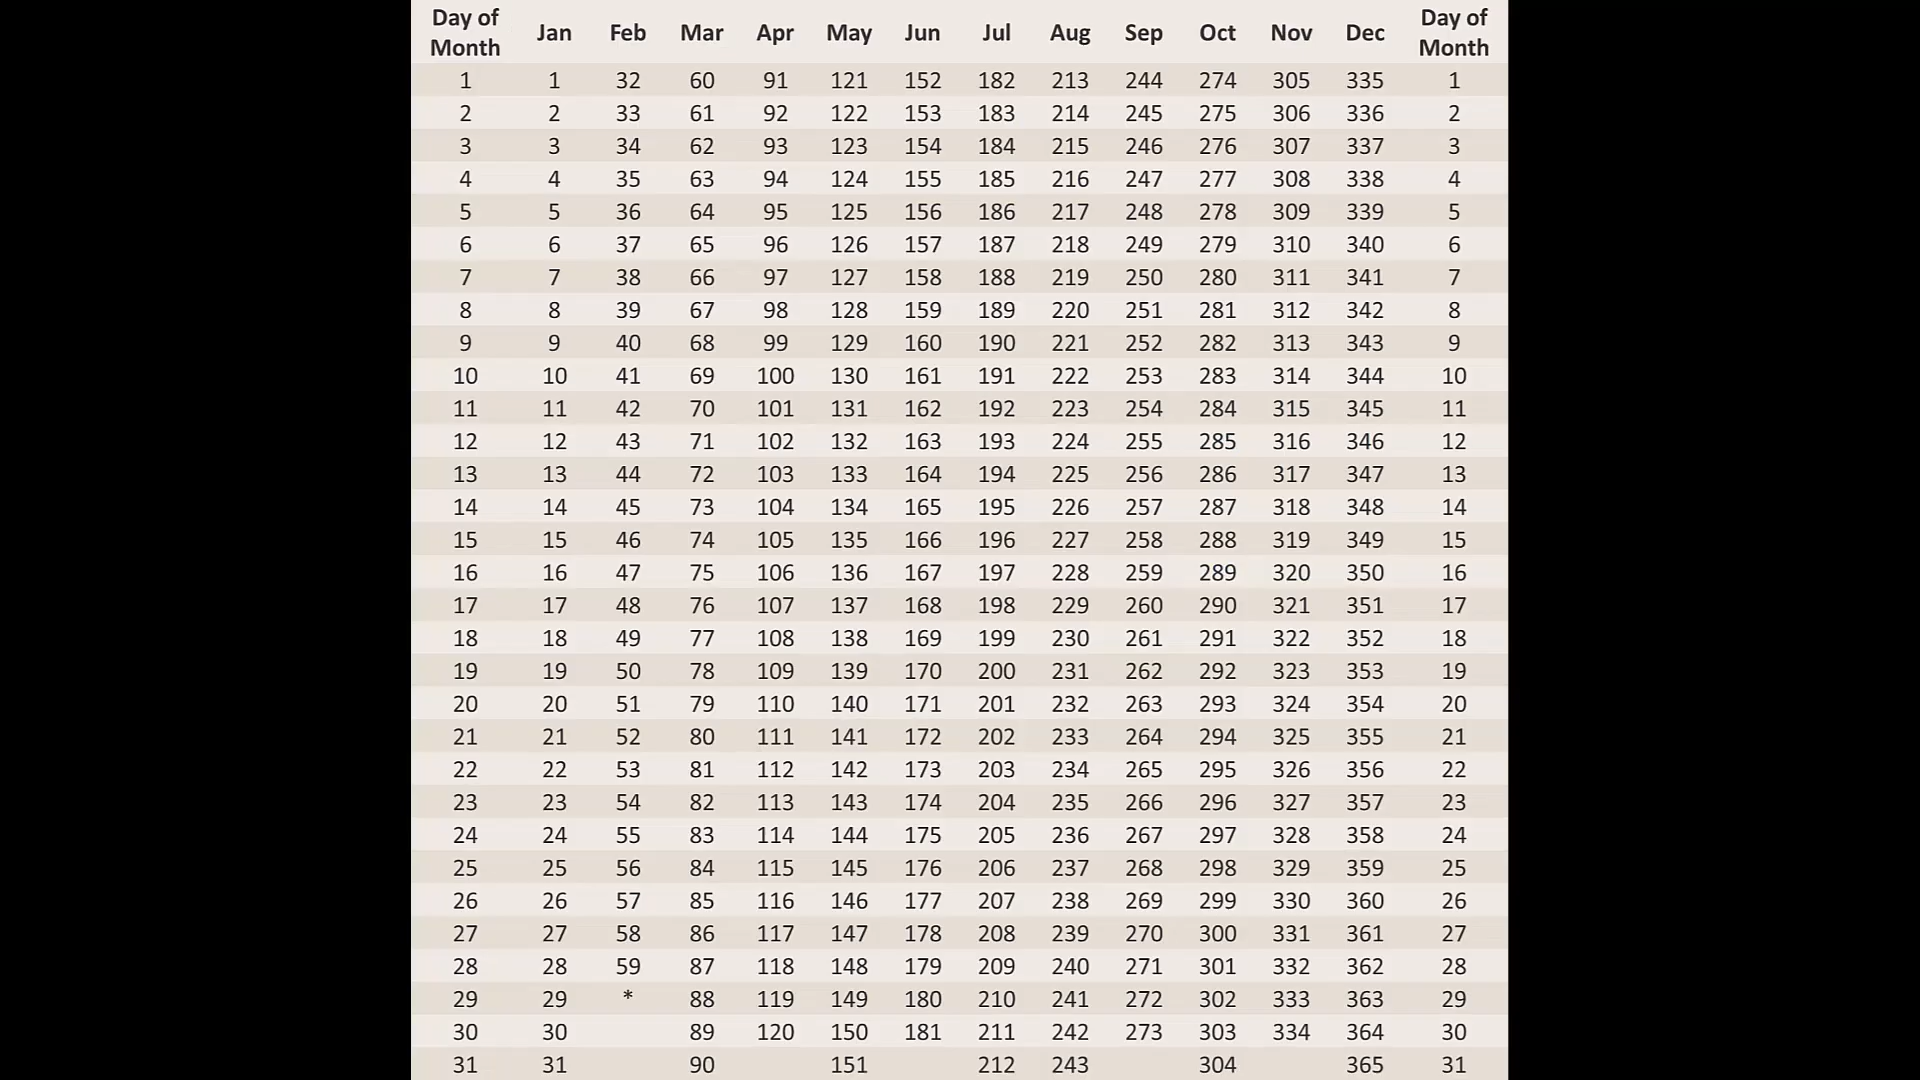 Day of Month Jan Feb Mar Apr May Jun Jul Aug Sep Oct Nov Dec Day of Month
1 1 32 60 91 121 152 182 213 244 274 305 335 1
2 2 33 61 92 122 153 183 214 245 275 306 336 2
3 3 34 62 93 123 154 184 215 246 276 307 337 3
4 4 35 63 94 124 155 185 216 247 277 308 338 4
5 5 36 64 95 125 156 186 217 248 278 309 339 5
6 6 37 65 96 126 157 187 218 249 279 310 340 6
7 7 38 66 97 127 158 188 219 250 280 311 341 7
8 8 39 67 98 128 159 189 220 251 281 312 342 8
9 9 40 68 99 129 160 190 221 252 282 313 343 9
10 10 41 69 100 130 161 191 222 253 283 314 344 10
11 11 42 70 101 131 162 192 223 254 284 315 345 11
12 12 43 71 102 132 163 193 224 255 285 316 346 12
13 13 44 72 103 133 164 194 225 256 286 317 347 13
14 14 45 73 104 134 165 195 226 257 287 318 348 14
15 15 46 74 105 135 166 196 227 258 288 319 349 15
16 16 47 75 106 136 167 197 228 259 289 320 350 16
17 17 48 76 107 137 168 198 229 260 290 321 351 17
18 18 49 77 108 138 169 199 230 261 291 322 352 18
19 19 50 78 109 139 170 200 231 262 292 323 353 19
20 20 51 79 110 140 171 201 232 263 293 324 354 20
21 21 52 80 111 141 172 202 233 264 294 325 355 21
22 22 53 81 112 142 173 203 234 265 295 326 356 22
23 23 54 82 113 143 174 204 235 266 296 327 357 23
24 24 55 83 114 144 175 205 236 267 297 328 358 24
25 25 56 84 115 145 176 206 237 268 298 329 359 25
26 26 57 85 116 146 177 207 238 269 299 330 360 26
27 27 58 86 117 147 178 208 239 270 300 331 361 27
28 28 59 87 118 148 179 209 240 271 301 332 362 28
29 29 * 88 119 149 180 210 241 272 302 333 363 29
30 30 89 120 150 181 211 242 273 303 334 364 30
31 31 90 151 212 243 304 365 31